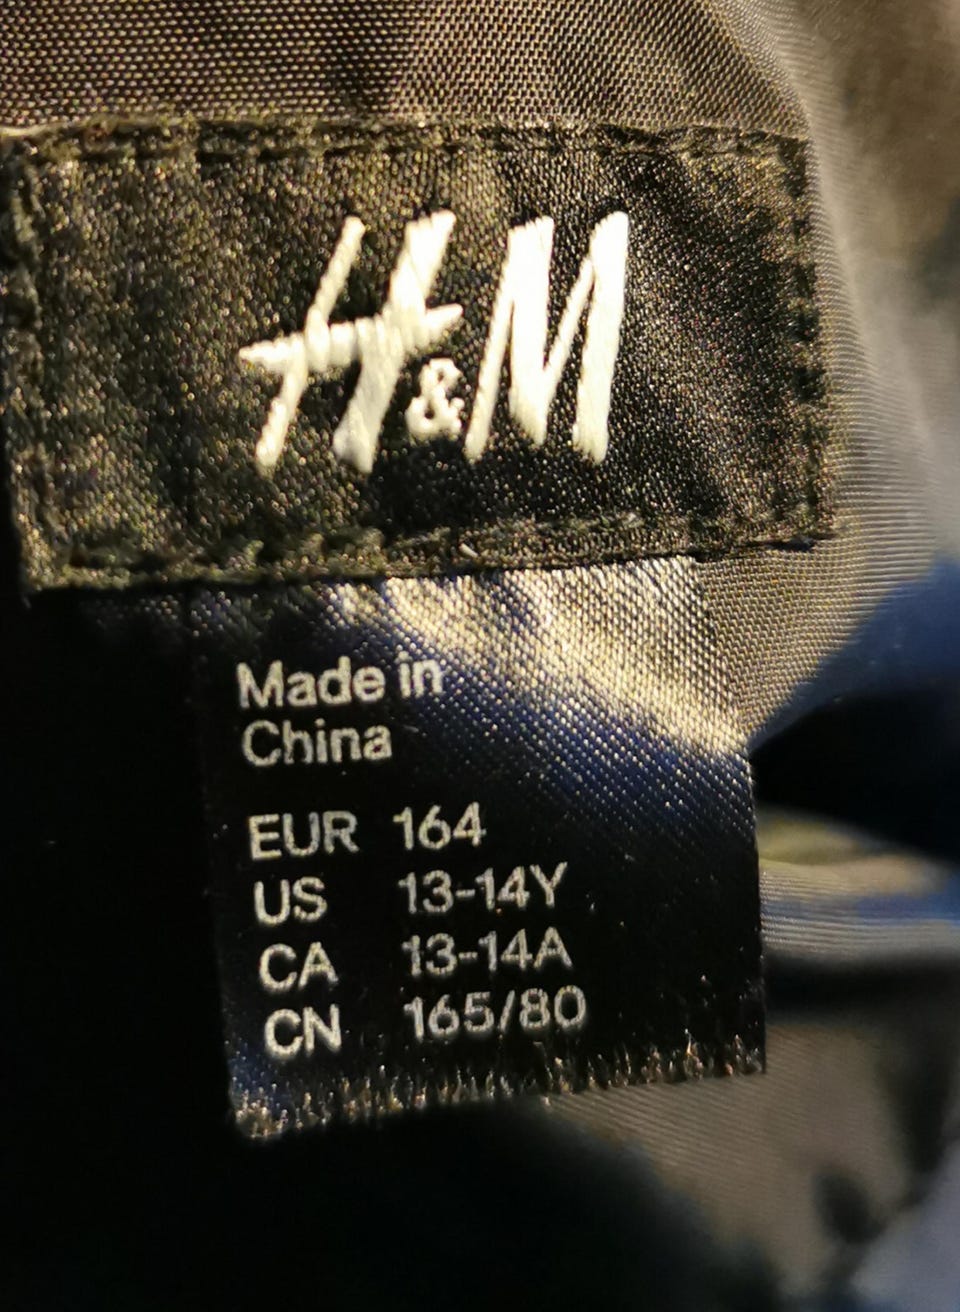 H&M
Made in
China
EUR 164
US 13-14Y
CA 13-14A
CN 165/80